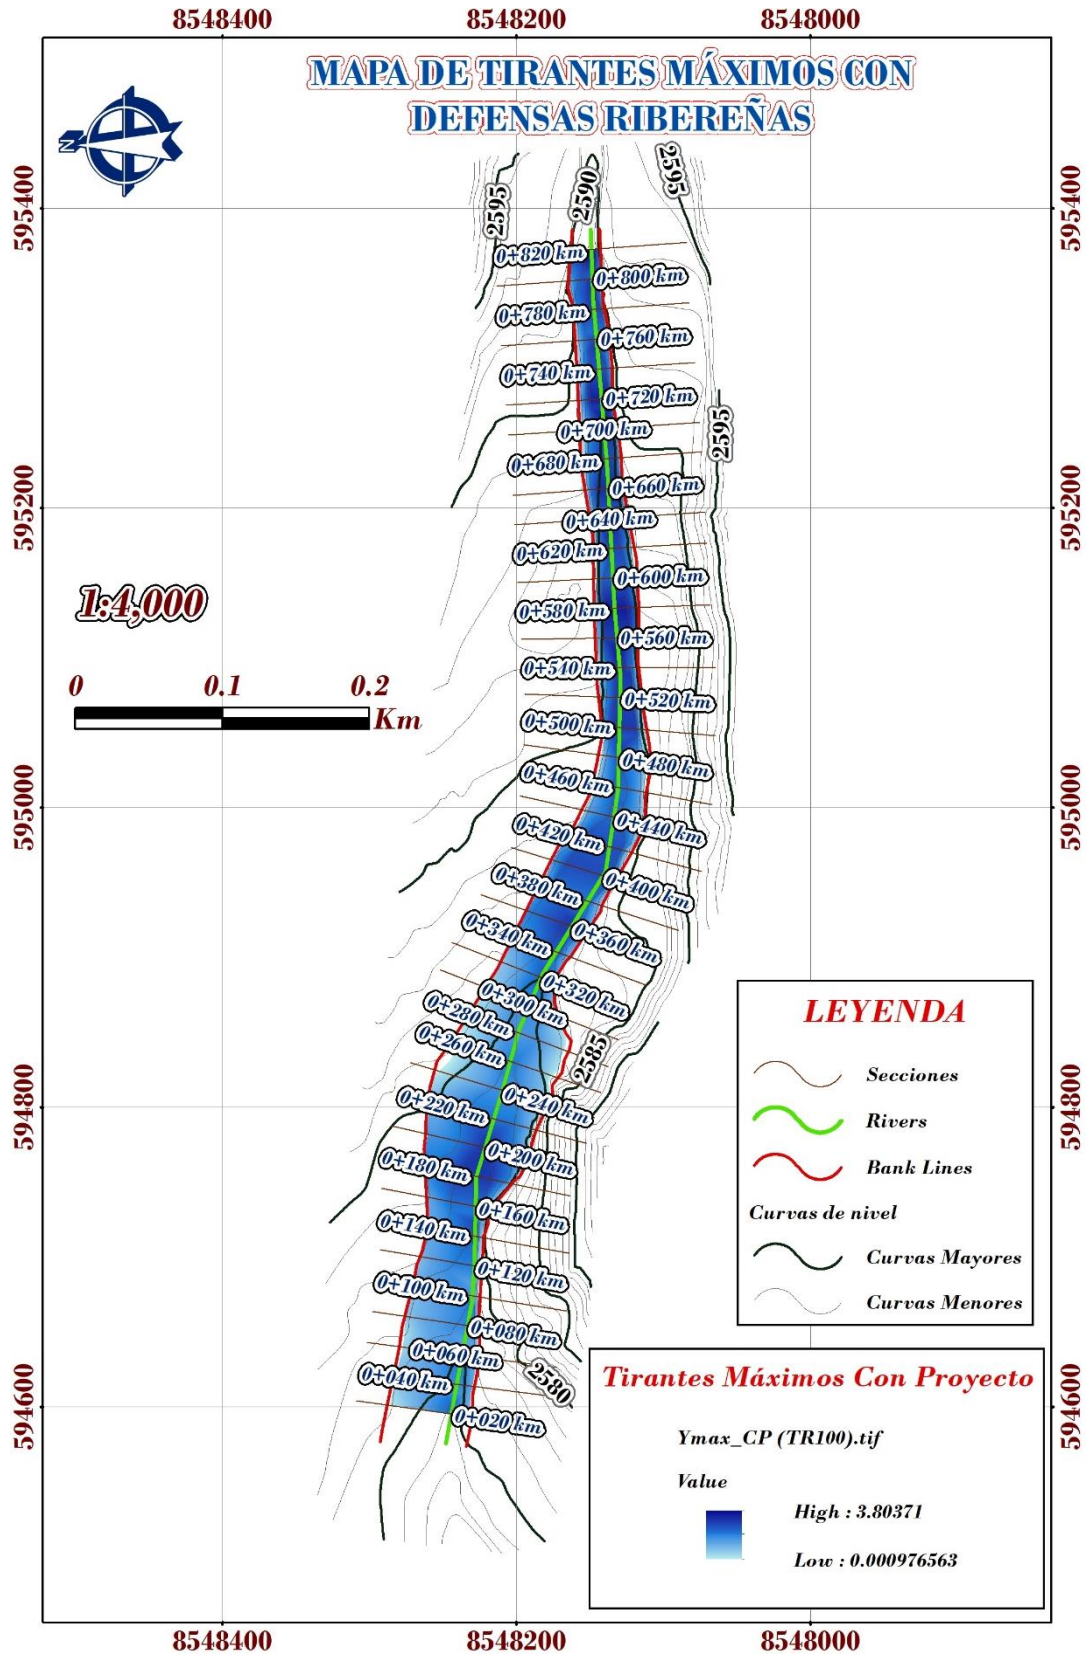 8548400 8548200 8548000
MAPA DE TIRANTES MÁXIMOS CON
DEFENSAS RIBEREÑAS
N
595400
595400
2595
2590
2595
0+820 km
0+800 km
0+780 km
0+760 km
0+740 km
0+720 km
0+700 km
2595
0+680 km
0+660 km
595200
595200
0+640 km
0+620 km
0+600 km
1:4,000
0+580 km
0+560 km
0+540 km
0 0.1 0.2
Km
0+520 km
0+500 km
0+480 km
0+460 km
595000
595000
0+440 km
0+420 km
0+400 km
0+380 km
0+360 km
0+340 km
0+320 km
0+300 km
0+280 km
0+260 km
2585
594800
594800
0+240 km
0+220 km
0+200 km
0+180 km
0+160 km
0+140 km
0+120 km
0+100 km
0+080 km
0+060 km
0+040 km
2580
594600
594600
0+020 km
LEYENDA
Secciones
Rivers
Bank Lines
Curvas de nivel
Curvas Mayores
Curvas Menores
Tirantes Máximos Con Proyecto
Ymax_CP (TR100).tif
Value
High : 3.80371
Low : 0.000976563
8548400 8548200 8548000